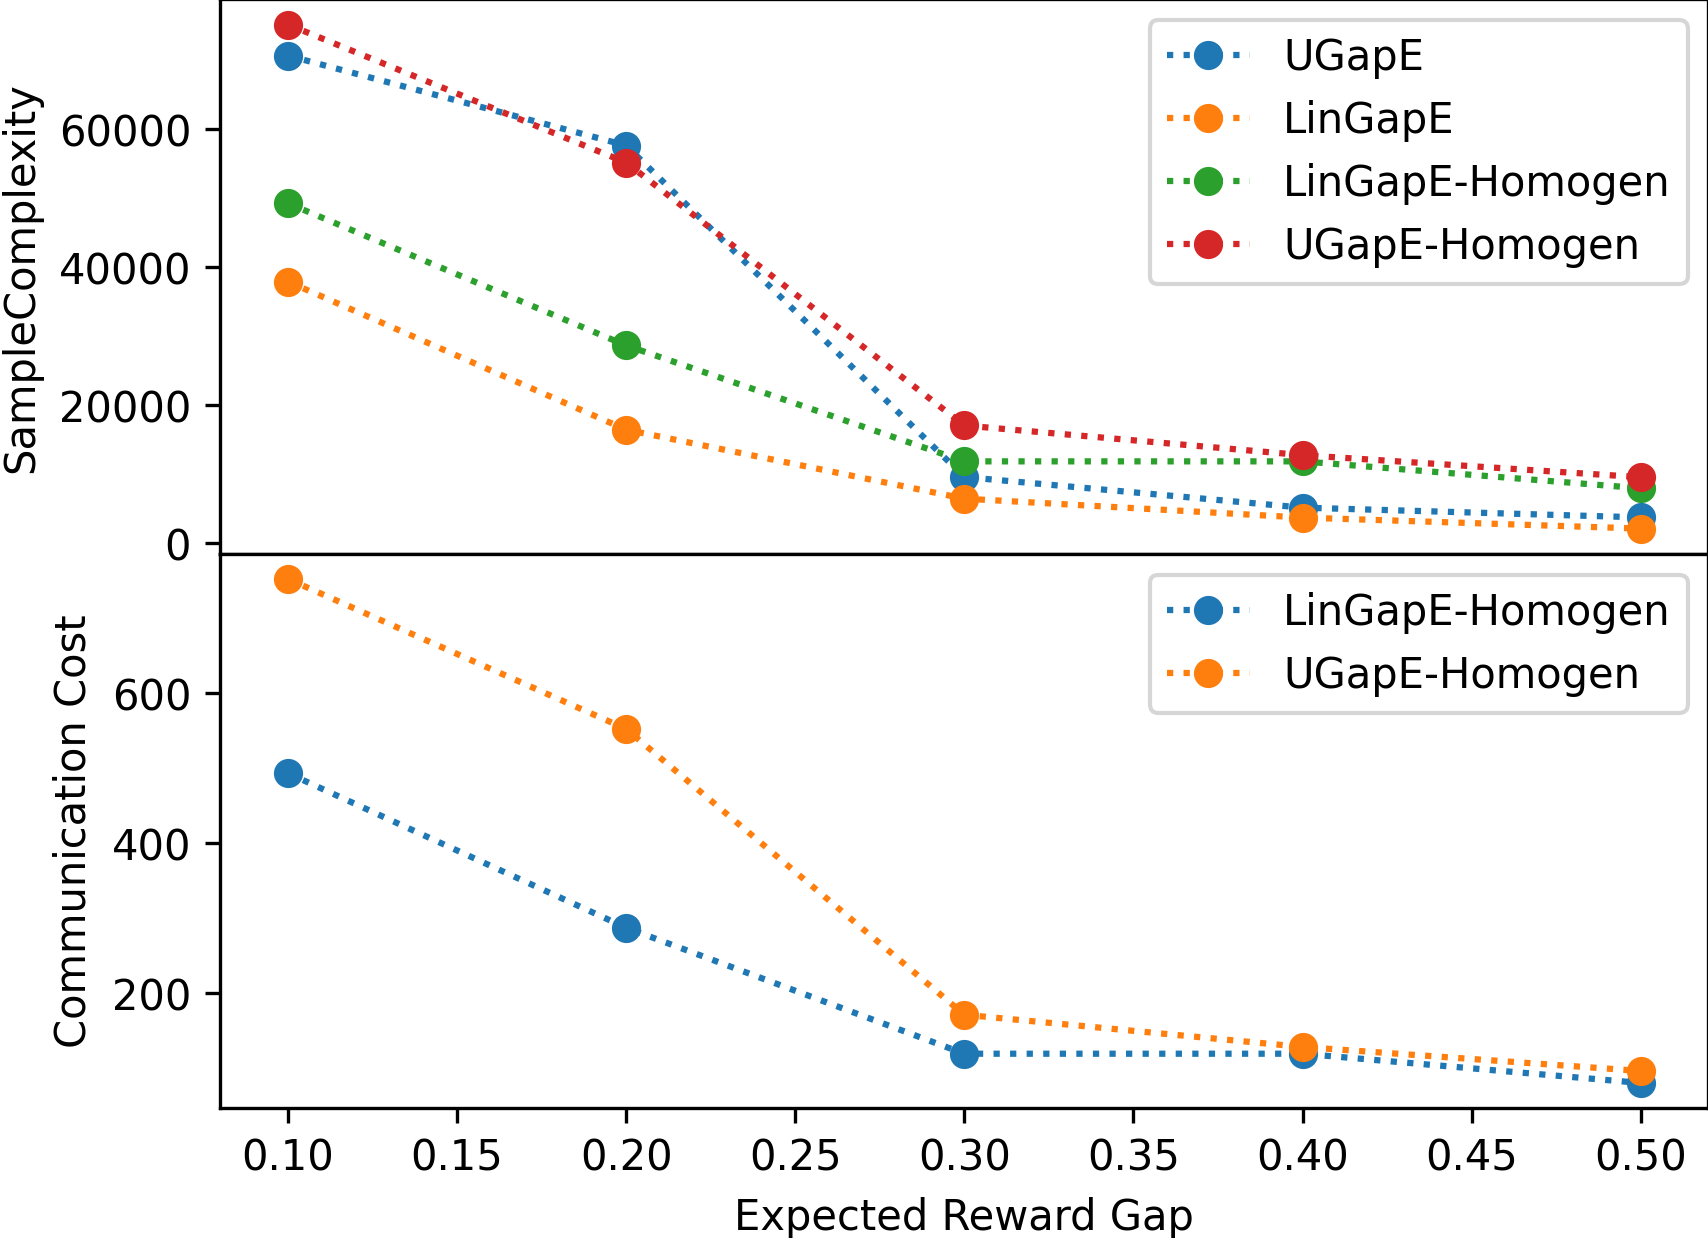 SampleComplexity
60000
40000
20000
0
UGapE
LinGapE
LinGapE-Homogen
UGapE-Homogen
Communication Cost
600
400
200
LinGapE-Homogen
UGapE-Homogen
0.10 0.15 0.20 0.25 0.30 0.35 0.40 0.45 0.50
Expected Reward Gap